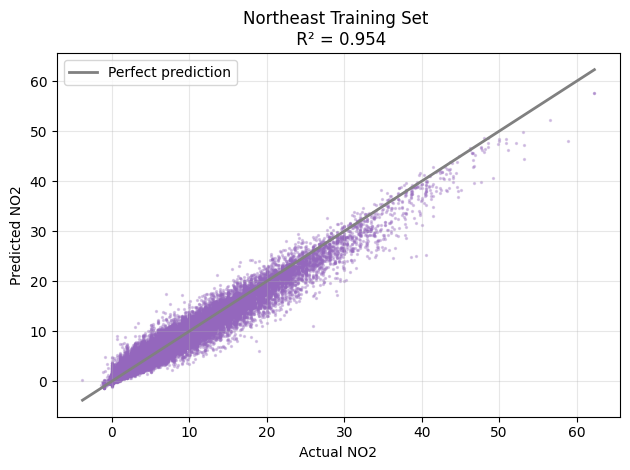 Northeast Training Set
R² = 0.954
Perfect prediction
Predicted NO2
60
50
40
30
20
10
0
0 10 20 30 40 50 60
Actual NO2